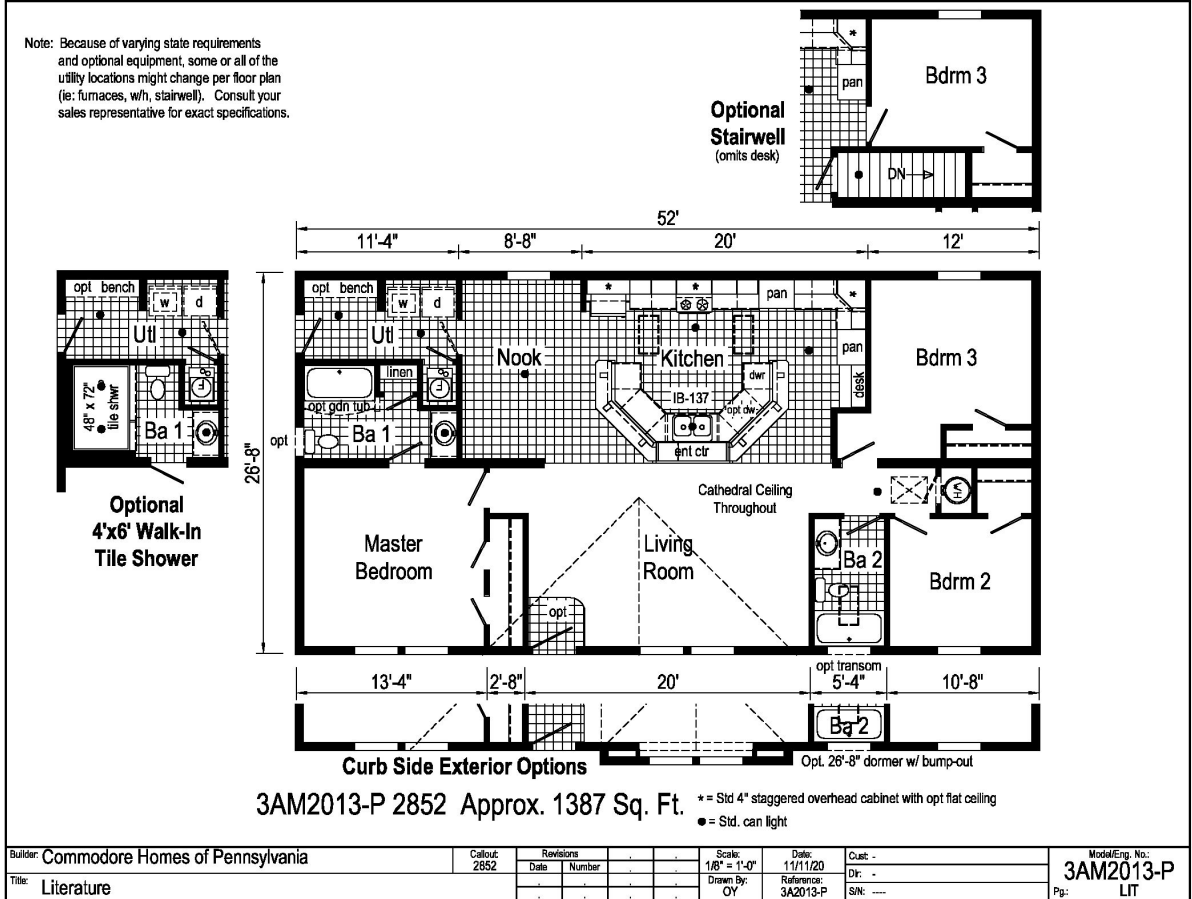 Note: Because of varying state requirements
and optional equipment, some or all of the
utility locations might change per floor plan
(ie: furnaces, w/h, stairwell). Consult your
sales representative for exact specifications.
*
pan
Bdrm 3
Optional
Stairwell
(omits desk)
DN
52'
11'-4"
8'-8"
20'
12'
opt bench
w
d
Utl
48" x 72"
tile shwr
Ba 1
Optional
4'x6' Walk-In
Tile Shower
26'-8"
opt bench
w
d
Utl
linen
opt gdn tub
opt
Ba 1
Nook
*
*
pan
*
Kitchen
pan
dwr
desk
IB-137
opt dw
ent ctr
Bdrm 3
Cathedral Ceiling
Throughout
WH
Master
Bedroom
Living
Room
opt
Ba 2
Bdrm 2
opt transom
13'-4"
2'-8"
20'
5'-4"
10'-8"
Ba 2
Curb Side Exterior Options
Opt. 26'-8" dormer w/ bump-out
3AM2013-P 2852 Approx. 1387 Sq. Ft.
* = Std 4" staggered overhead cabinet with opt flat ceiling
● = Std. can light
Builder: Commodore Homes of Pennsylvania
Title: Literature
Callout:
2852
Revisions
Date Number
Scale:
1/8" = 1'-0"
Drawn By:
OY
Date:
11/11/20
Reference:
3A2013-P
Cust: -
Dir: -
S/N: ----
Model/Eng. No.:
3AM2013-P
Pg.: LIT